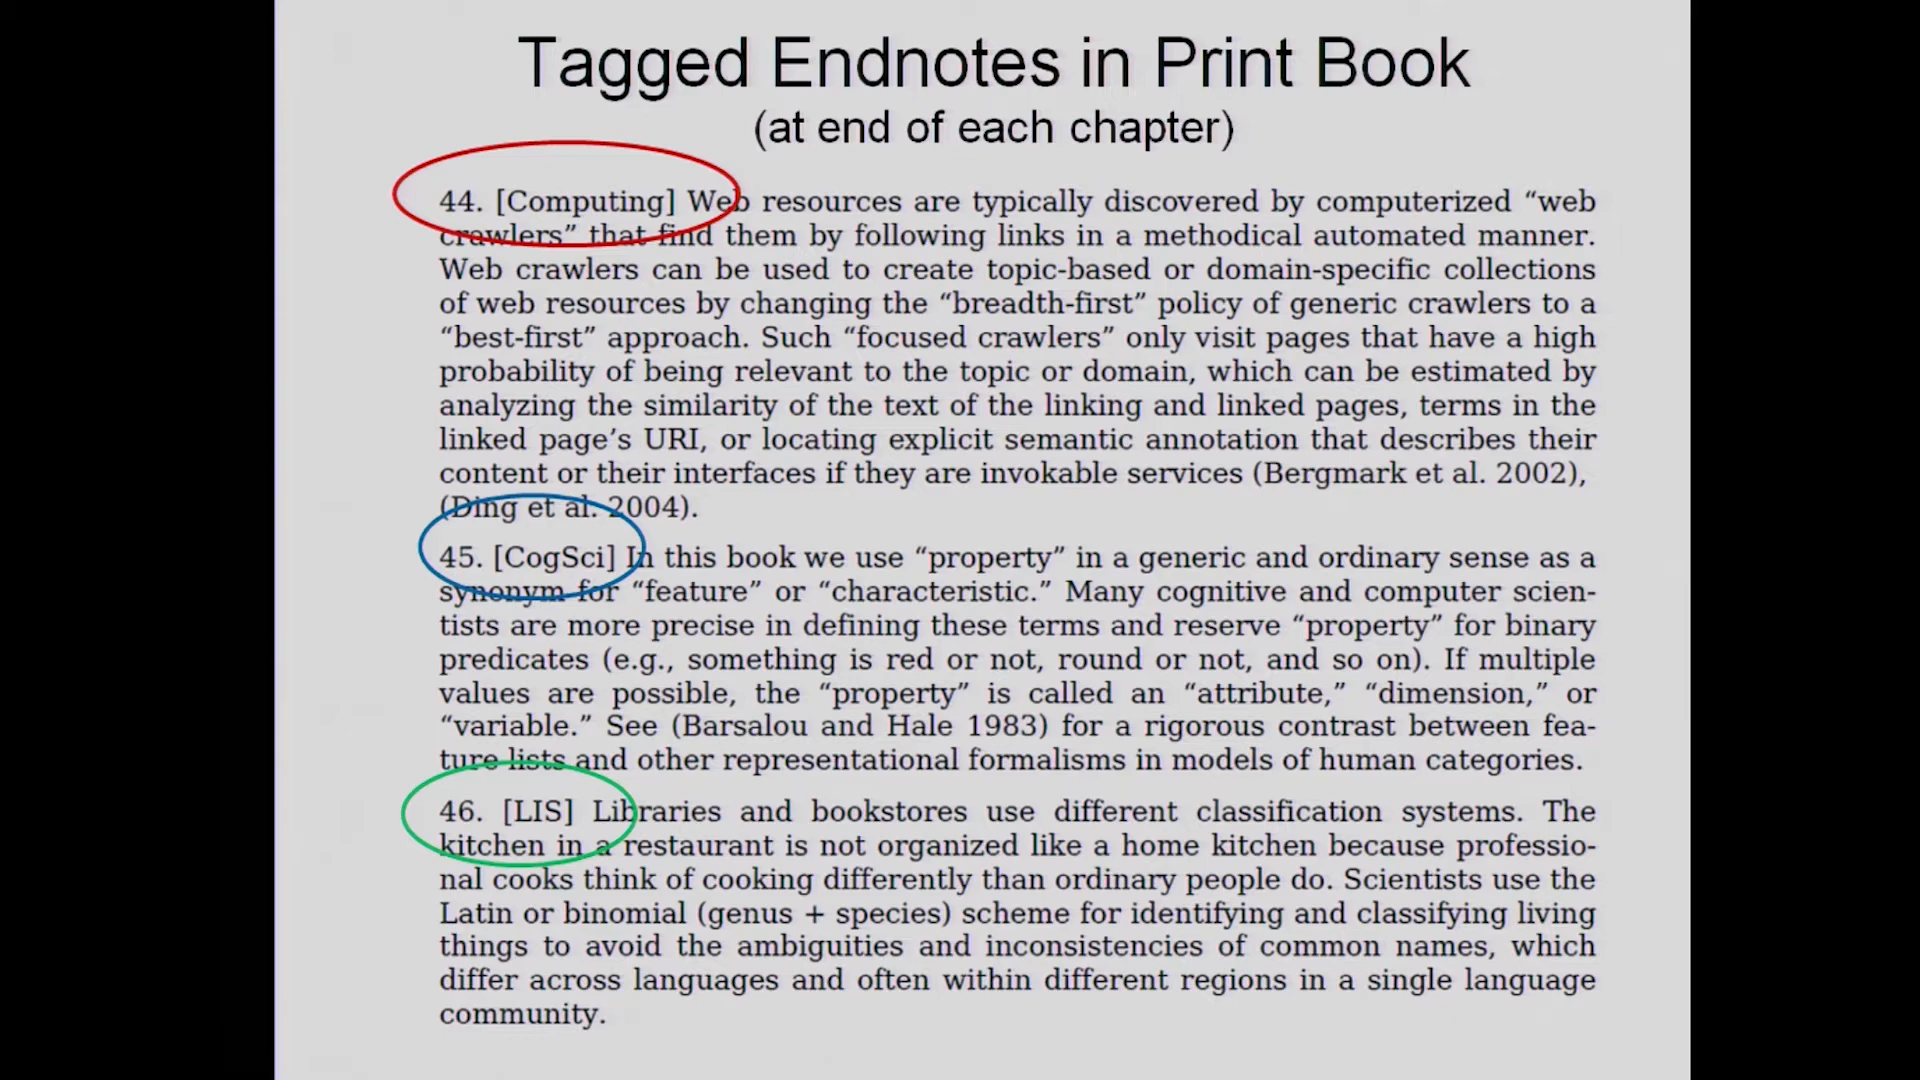 Tagged Endnotes in Print Book
(at end of each chapter)
44. [Computing] Web resources are typically discovered by computerized “web
crawlers” that find them by following links in a methodical automated manner.
Web crawlers can be used to create topic-based or domain-specific collections
of web resources by changing the “breadth-first” policy of generic crawlers to a
“best-first” approach. Such “focused crawlers” only visit pages that have a high
probability of being relevant to the topic or domain, which can be estimated by
analyzing the similarity of the text of the linking and linked pages, terms in the
linked page’s URI, or locating explicit semantic annotation that describes their
content or their interfaces if they are invokable services (Bergmark et al. 2002),
(Ding et al. 2004).
45. [CogSci] In this book we use “property” in a generic and ordinary sense as a
synonym for “feature” or “characteristic.” Many cognitive and computer scien-
tists are more precise in defining these terms and reserve “property” for binary
predicates (e.g., something is red or not, round or not, and so on). If multiple
values are possible, the “property” is called an “attribute,” “dimension,” or
“variable.” See (Barsalou and Hale 1983) for a rigorous contrast between fea-
ture lists and other representational formalisms in models of human categories.
46. [LIS] Libraries and bookstores use different classification systems. The
kitchen in a restaurant is not organized like a home kitchen because professio-
nal cooks think of cooking differently than ordinary people do. Scientists use the
Latin or binomial (genus + species) scheme for identifying and classifying living
things to avoid the ambiguities and inconsistencies of common names, which
differ across languages and often within different regions in a single language
community.